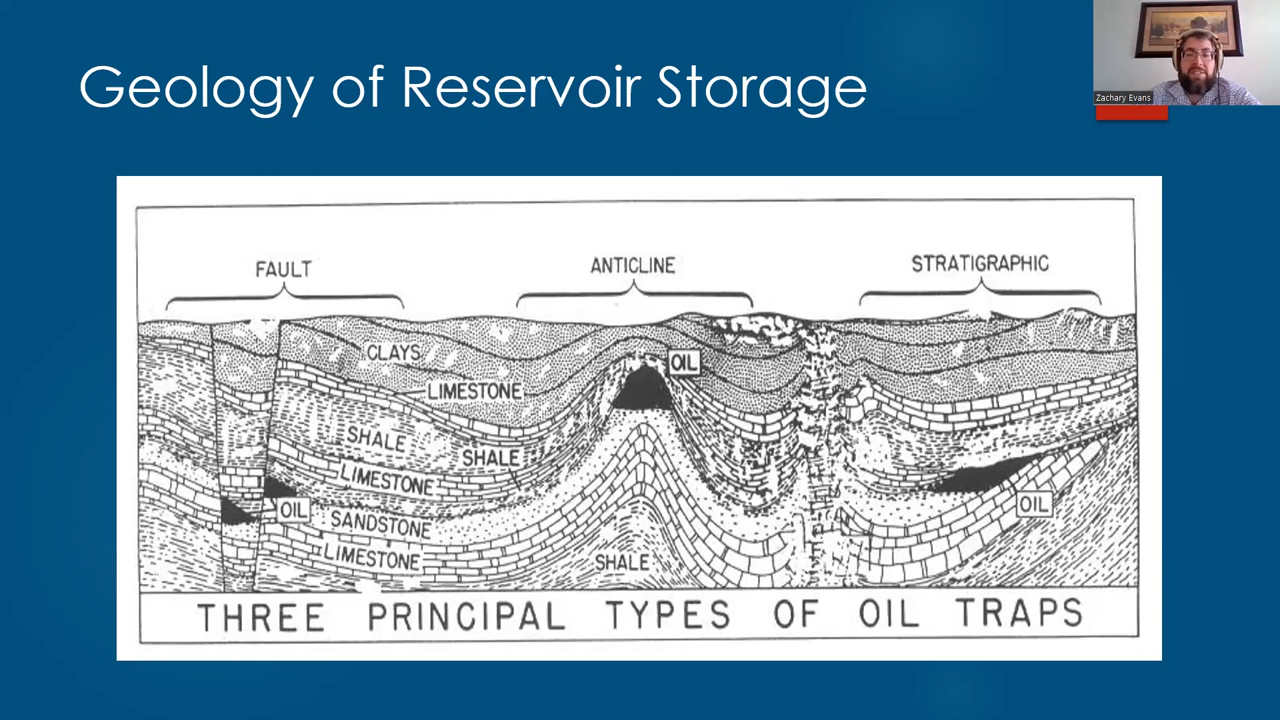 Geology of Reservoir Storage
Zachary Evans
FAULT
ANTICLINE
STRATIGRAPHIC
CLAYS
OIL
LIMESTONE
SHALE
SHALE
LIMESTONE
OIL
SANDSTONE
OIL
LIMESTONE
SHALE
THREE PRINCIPAL TYPES OF OIL TRAPS